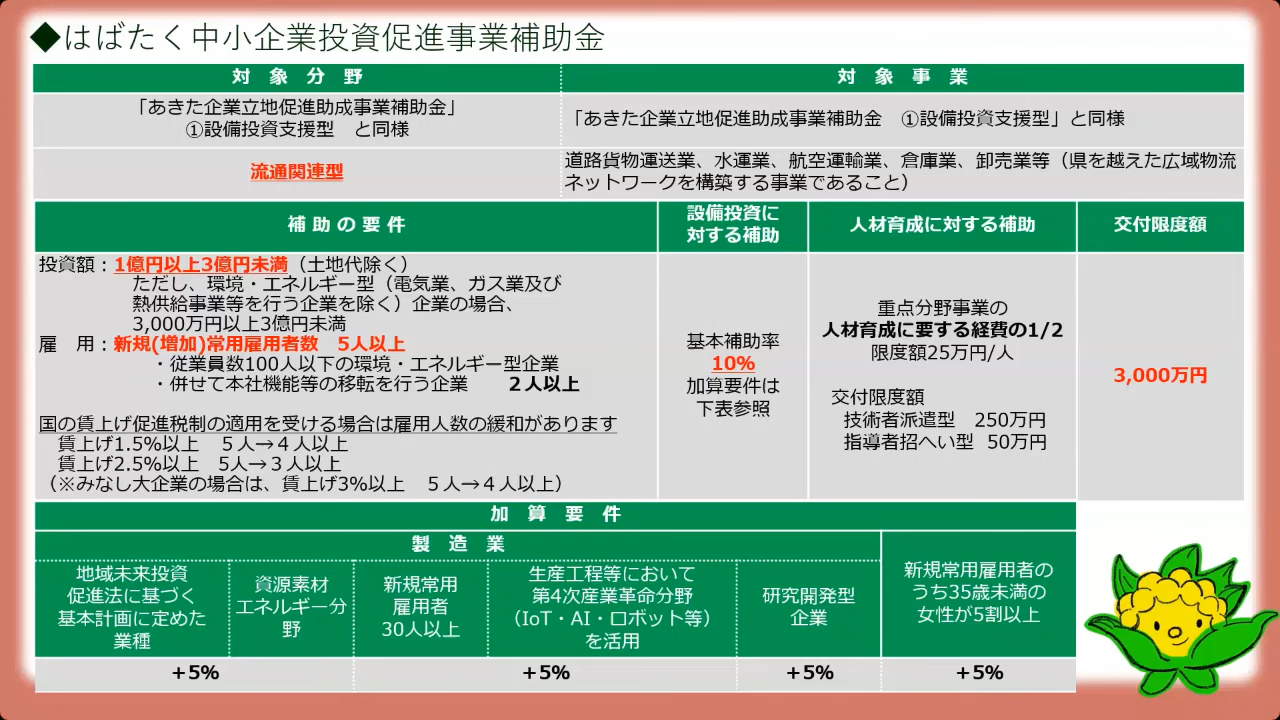 ◆はばたく中小企業投資促進事業補助金
対 象 分 野
対 象 事 業
「あきた企業立地促進助成事業補助金」
①設備投資支援型　と同様
「あきた企業立地促進助成事業補助金　①設備投資支援型」と同様
流通関連型
道路貨物運送業、水運業、航空運輸業、倉庫業、卸売業等（県を越えた広域物流
ネットワークを構築する事業であること）
補 助 の 要 件
設備投資に
対する補助
人材育成に対する補助
交付限度額
投資額：1億円以上3億円未満（土地代除く）
ただし、環境・エネルギー型（電気業、ガス業及び
熱供給事業等を行う企業を除く）企業の場合、
3,000万円以上3億円未満
雇　用：新規(増加)常用雇用者数　5人以上
・従業員数100人以下の環境・エネルギー型企業
・併せて本社機能等の移転を行う企業　　２人以上
国の賃上げ促進税制の適用を受ける場合は雇用人数の緩和があります
賃上げ1.5%以上　５人→４人以上
賃上げ2.5%以上　5人→３人以上
（※みなし大企業の場合は、賃上げ3%以上　５人→４人以上）
基本補助率
10%
加算要件は
下表参照
重点分野事業の
人材育成に要する経費の1/2
限度額25万円/人
交付限度額
技術者派遣型　250万円
指導者招へい型　50万円
3,000万円
加 算 要 件
製 造 業
地域未来投資
促進法に基づく
基本計画に定めた
業種
資源素材
エネルギー分
野
新規常用
雇用者
30人以上
生産工程等において
第4次産業革命分野
（IoT・AI・ロボット等）
を活用
研究開発型
企業
新規常用雇用者の
うち35歳未満の
女性が5割以上
＋5%
＋5%
＋5%
＋5%